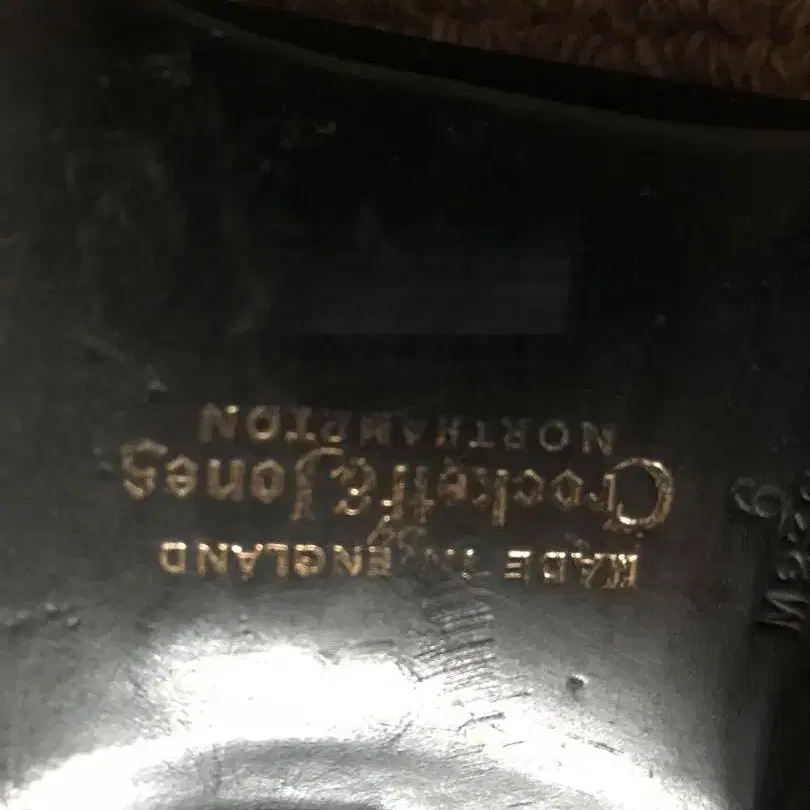 MADE IN ENGLAND
Crockett & Jones
NORTHAMPTON